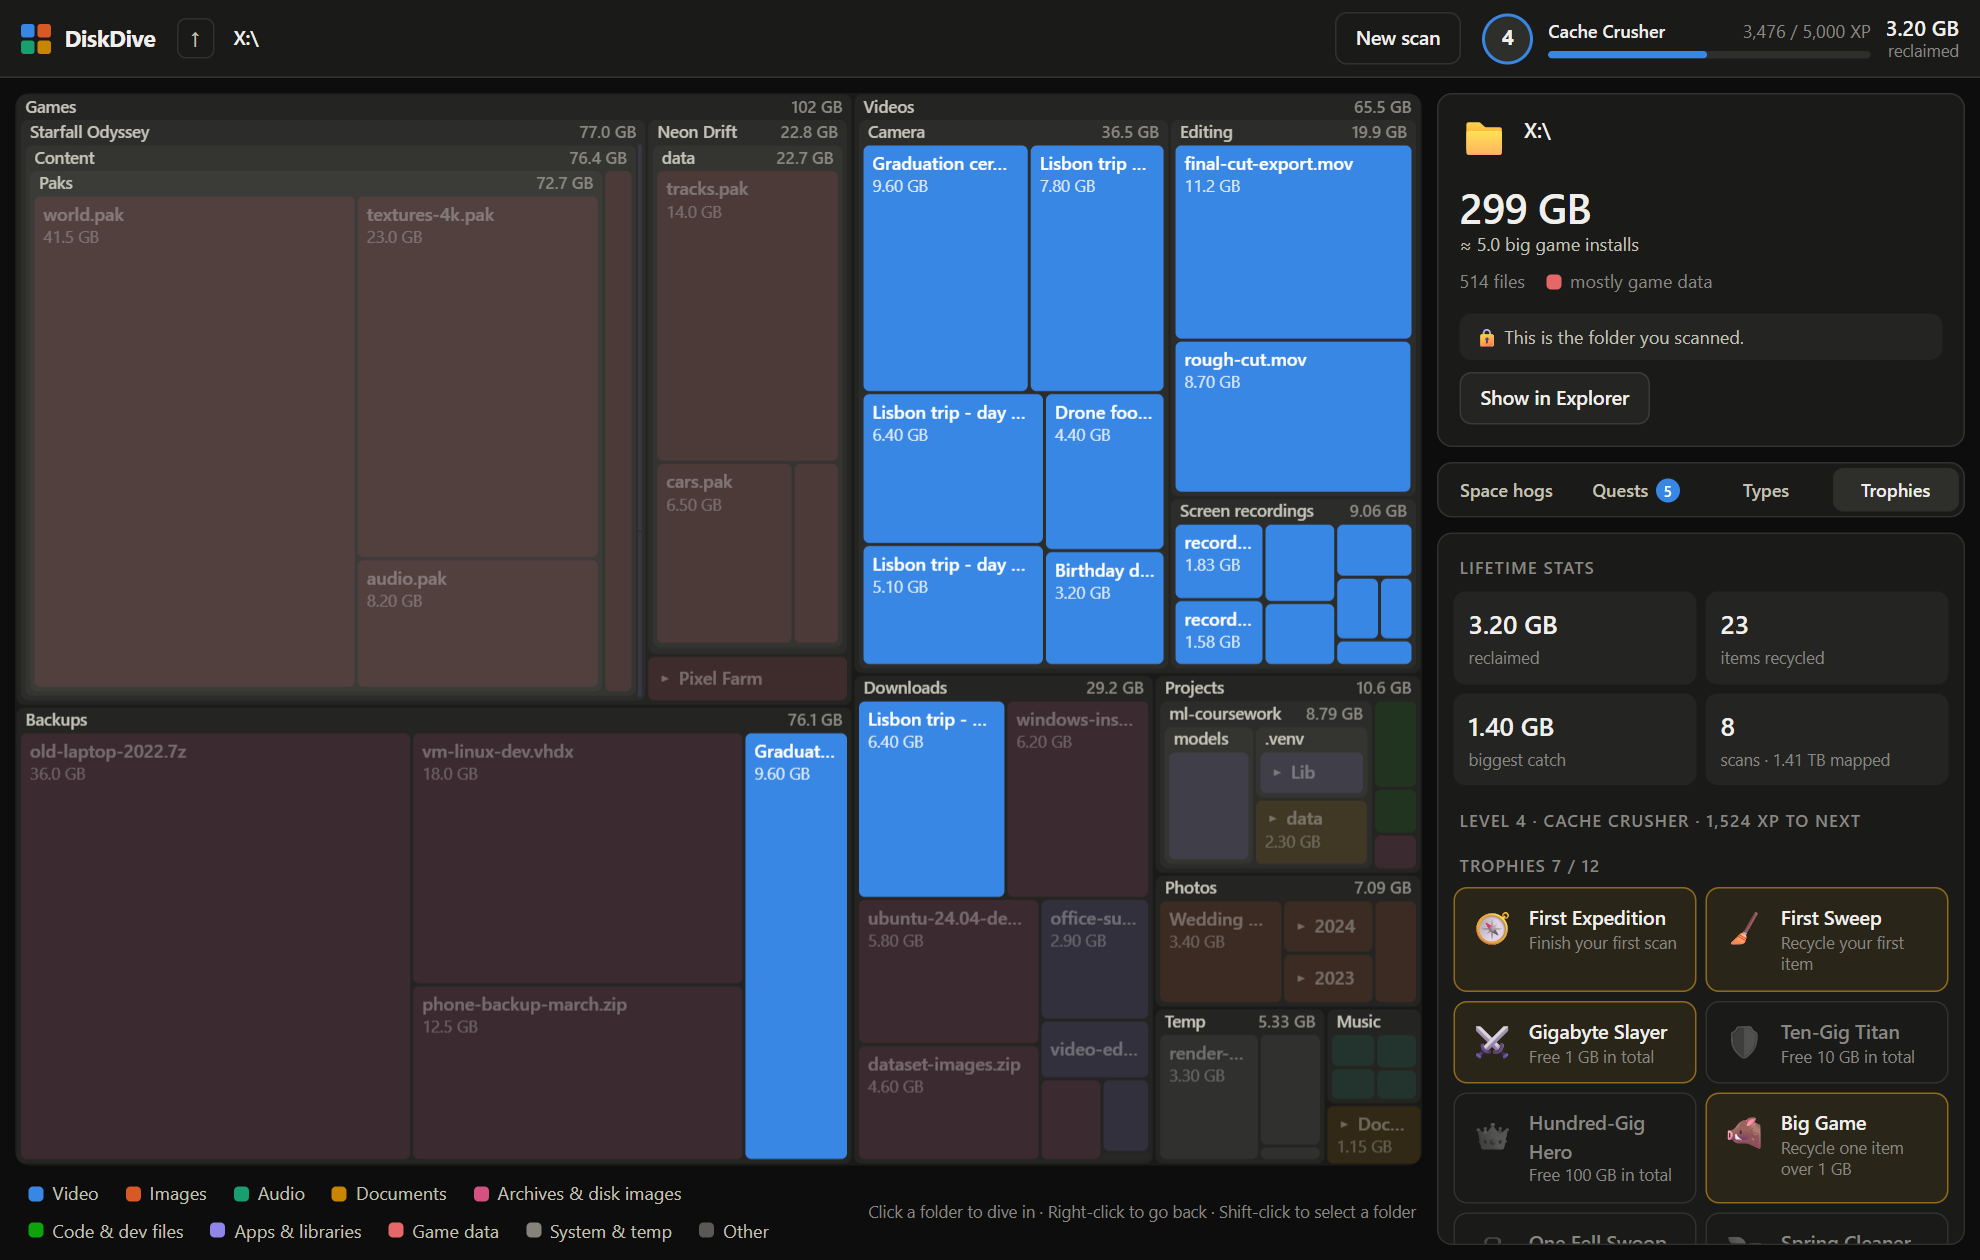 DiskDive
↑
X:\
New scan
4
Cache Crusher
3,476 / 5,000 XP
3.20 GB
reclaimed
Games 102 GB
Starfall Odyssey 77.0 GB
Content 76.4 GB
Paks 72.7 GB
world.pak
41.5 GB
textures-4k.pak
23.0 GB
audio.pak
8.20 GB
Neon Drift 22.8 GB
data 22.7 GB
tracks.pak
14.0 GB
cars.pak
6.50 GB
▸ Pixel Farm
Backups 76.1 GB
old-laptop-2022.7z
36.0 GB
vm-linux-dev.vhdx
18.0 GB
phone-backup-march.zip
12.5 GB
Graduat...
9.60 GB
Videos 65.5 GB
Camera 36.5 GB
Graduation cer...
9.60 GB
Lisbon trip ...
7.80 GB
Lisbon trip - day ...
6.40 GB
Drone foo...
4.40 GB
Lisbon trip - day ...
5.10 GB
Birthday d...
3.20 GB
Editing 19.9 GB
final-cut-export.mov
11.2 GB
rough-cut.mov
8.70 GB
Screen recordings 9.06 GB
record...
1.83 GB
record...
1.58 GB
Downloads 29.2 GB
Lisbon trip - ...
6.40 GB
windows-ins...
6.20 GB
ubuntu-24.04-de...
5.80 GB
office-su...
2.90 GB
video-ed...
dataset-images.zip
4.60 GB
Projects 10.6 GB
ml-coursework 8.79 GB
models
.venv
▸ Lib
▸ data
2.30 GB
Photos 7.09 GB
Wedding ...
3.40 GB
▸ 2024
▸ 2023
Temp 5.33 GB
render-...
3.30 GB
Music
▸ Doc...
1.15 GB
Video
Images
Audio
Documents
Archives & disk images
Code & dev files
Apps & libraries
Game data
System & temp
Other
Click a folder to dive in · Right-click to go back · Shift-click to select a folder
X:\
299 GB
≈ 5.0 big game installs
514 files
mostly game data
This is the folder you scanned.
Show in Explorer
Space hogs
Quests 5
Types
Trophies
LIFETIME STATS
3.20 GB
reclaimed
23
items recycled
1.40 GB
biggest catch
8
scans · 1.41 TB mapped
LEVEL 4 · CACHE CRUSHER · 1,524 XP TO NEXT
TROPHIES 7 / 12
First Expedition
Finish your first scan
First Sweep
Recycle your first
item
Gigabyte Slayer
Free 1 GB in total
Ten-Gig Titan
Free 10 GB in total
Hundred-Gig
Hero
Free 100 GB in total
Big Game
Recycle one item
over 1 GB
One Fell Swoop
Spring Cleaner